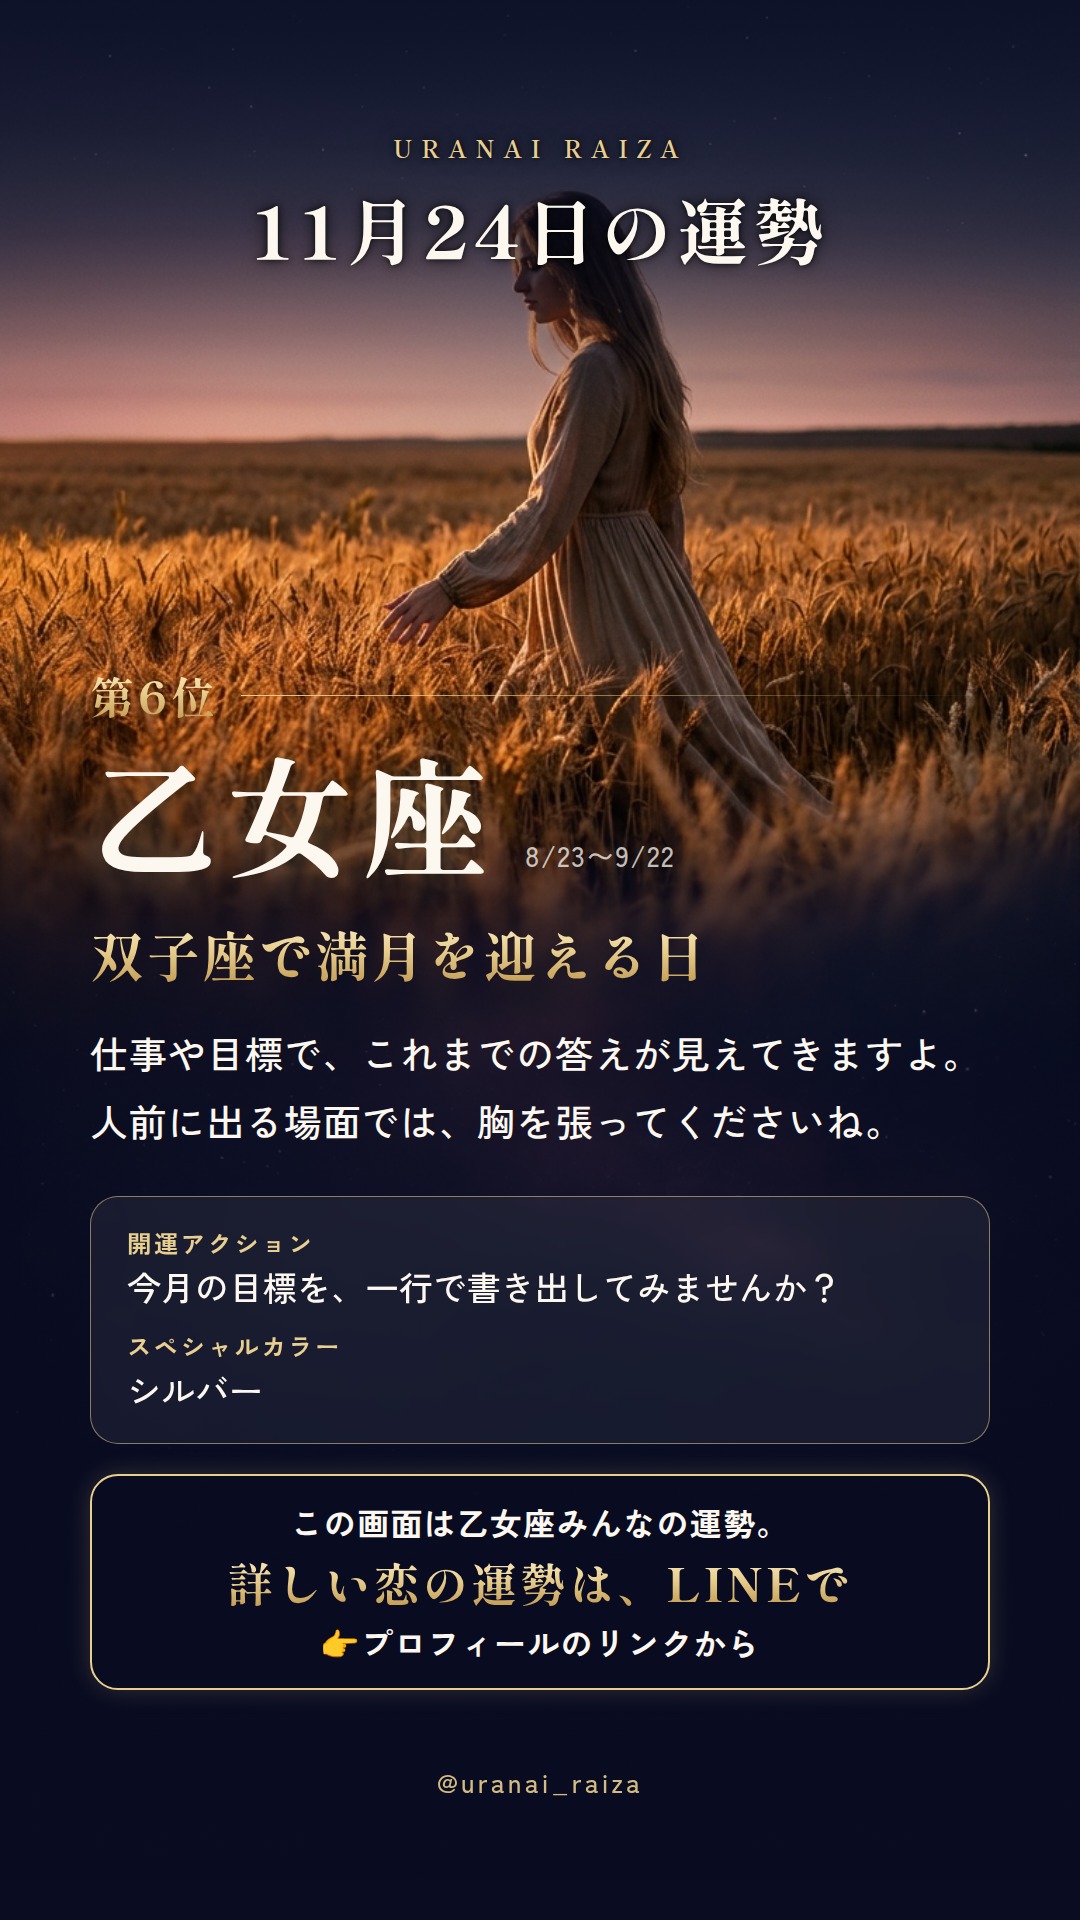 URANAI RAIZA
11月24日の運勢
第6位
乙女座 8/23〜9/22
双子座で満月を迎える日
仕事や目標で、これまでの答えが見えてきますよ。
人前に出る場面では、胸を張ってくださいね。
開運アクション
今月の目標を、一行で書き出してみませんか？
スペシャルカラー
シルバー
この画面は乙女座みんなの運勢。
詳しい恋の運勢は、LINEで
👉プロフィールのリンクから
@uranai_raiza